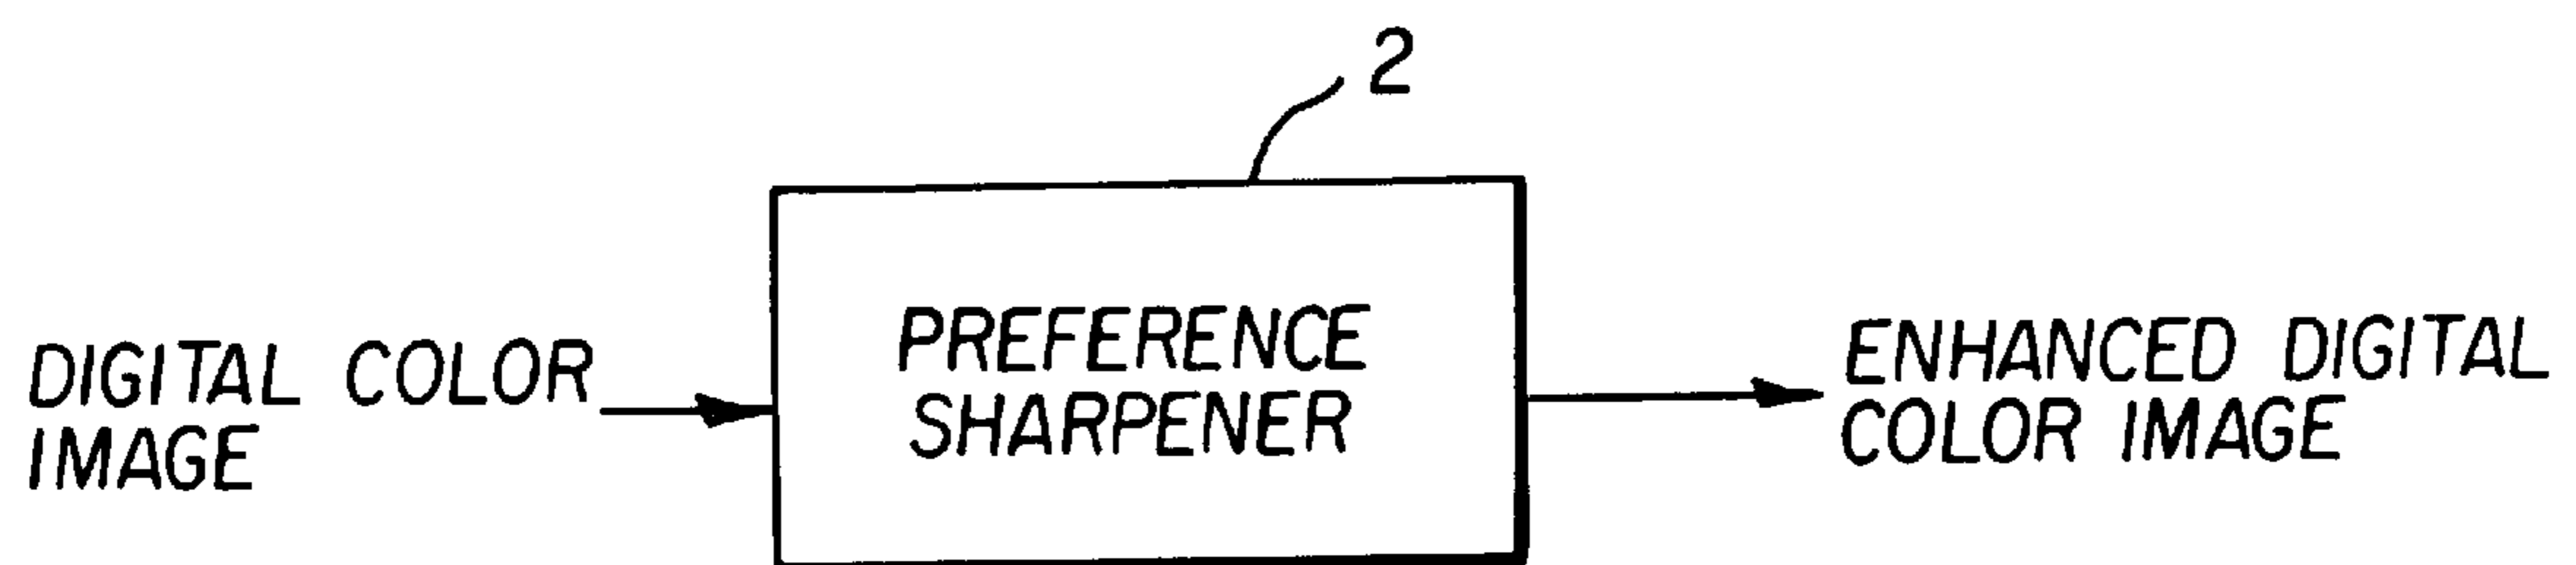 2
DIGITAL COLOR
IMAGE
PREFERENCE
SHARPENER
ENHANCED DIGITAL
COLOR IMAGE